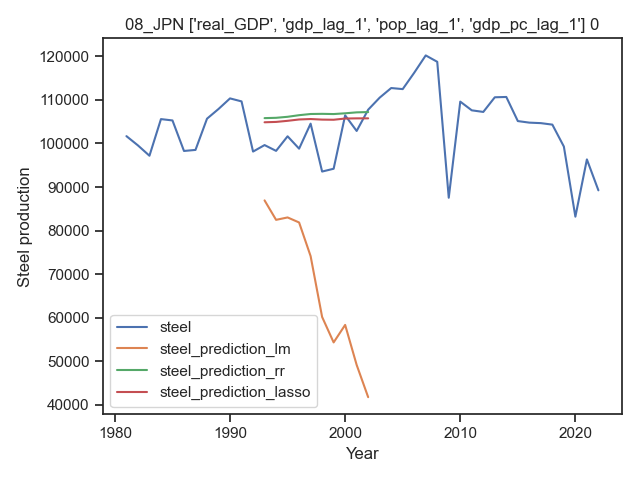 08_JPN ['real_GDP', 'gdp_lag_1', 'pop_lag_1', 'gdp_pc_lag_1'] 0
120000
110000
100000
90000
80000
70000
60000
50000
40000
Steel production
steel
steel_prediction_lm
steel_prediction_rr
steel_prediction_lasso
1980 1990 2000 2010 2020
Year